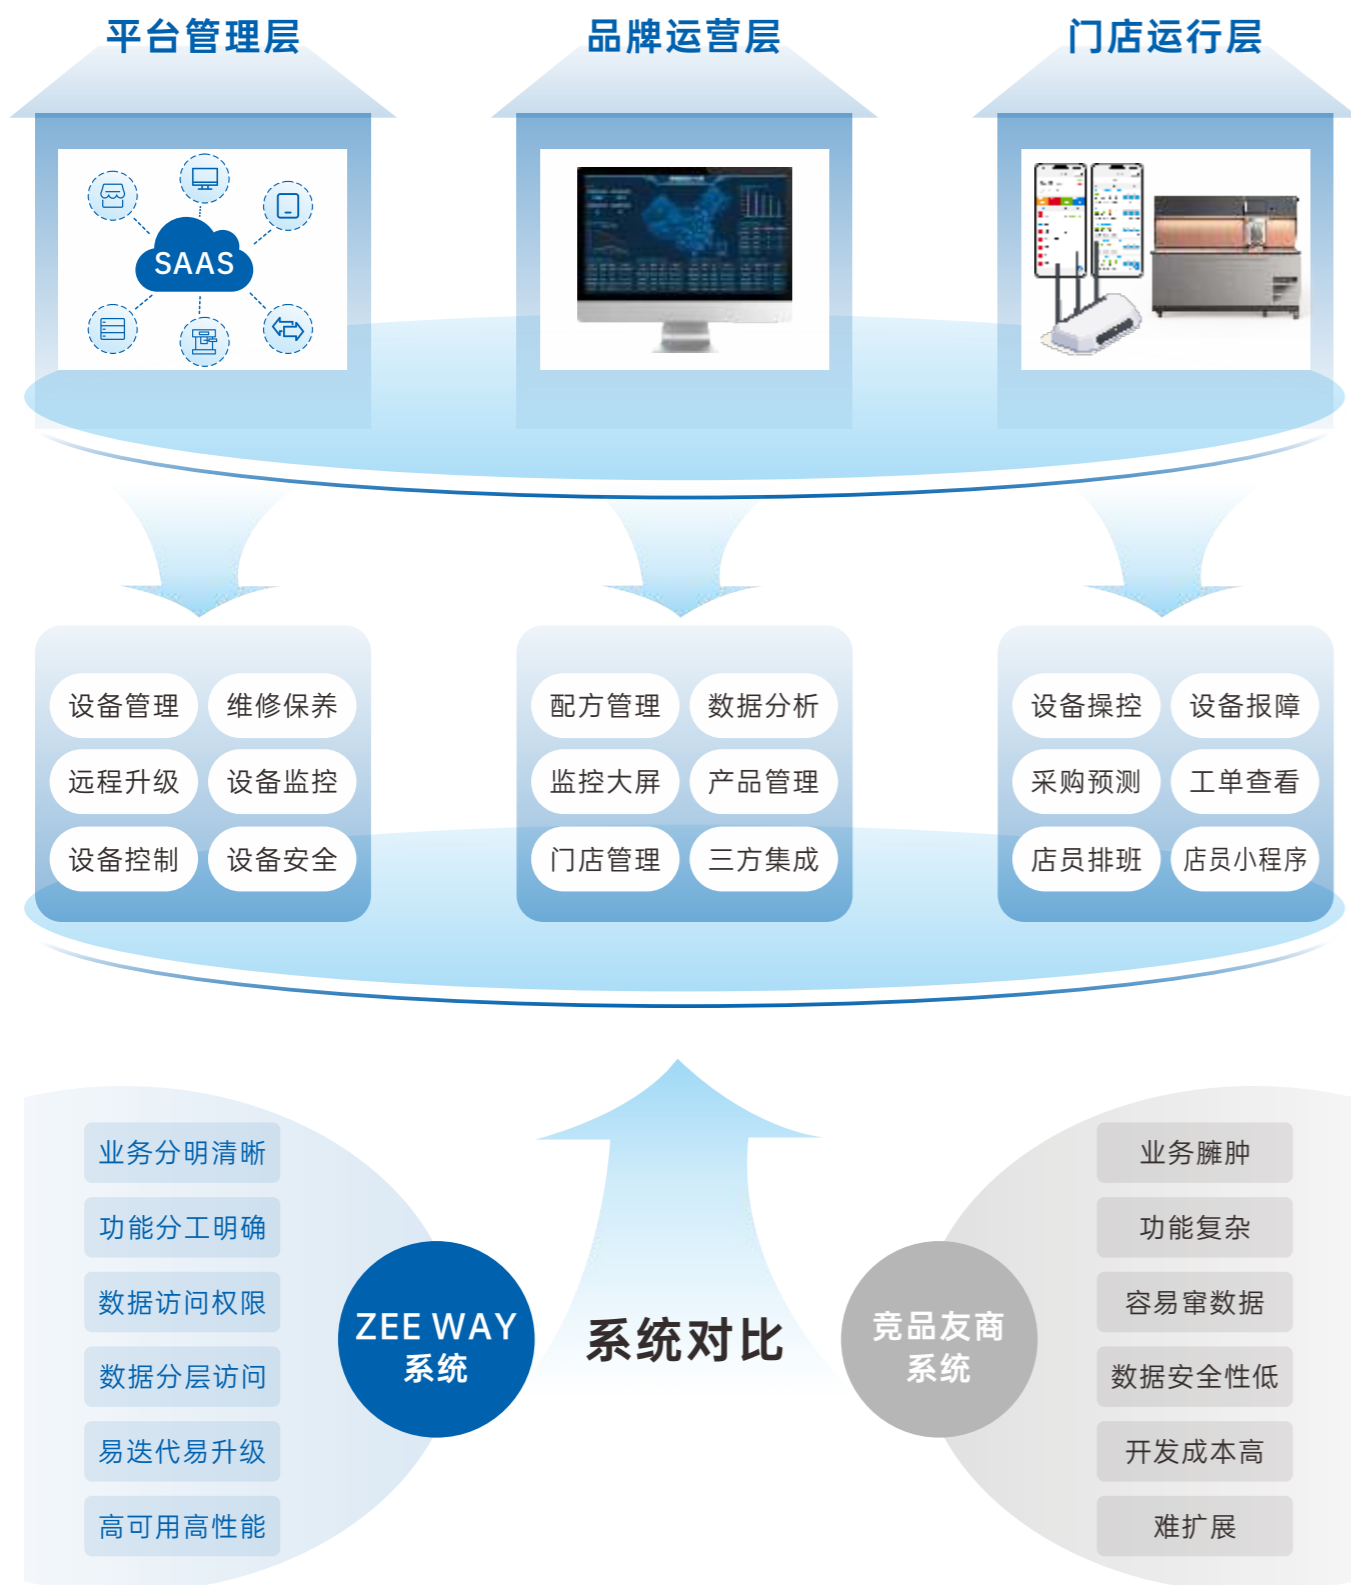 平台管理层
品牌运营层
门店运行层
SAAS
设备管理
维修保养
远程升级
设备监控
设备控制
设备安全
配方管理
数据分析
监控大屏
产品管理
门店管理
三方集成
设备操控
设备报障
采购预测
工单查看
店员排班
店员小程序
业务分明清晰
功能分工明确
数据访问权限
数据分层访问
易迭代易升级
高可用高性能
ZEE WAY
系统
系统对比
竞品友商
系统
业务臃肿
功能复杂
容易窜数据
数据安全性低
开发成本高
难扩展